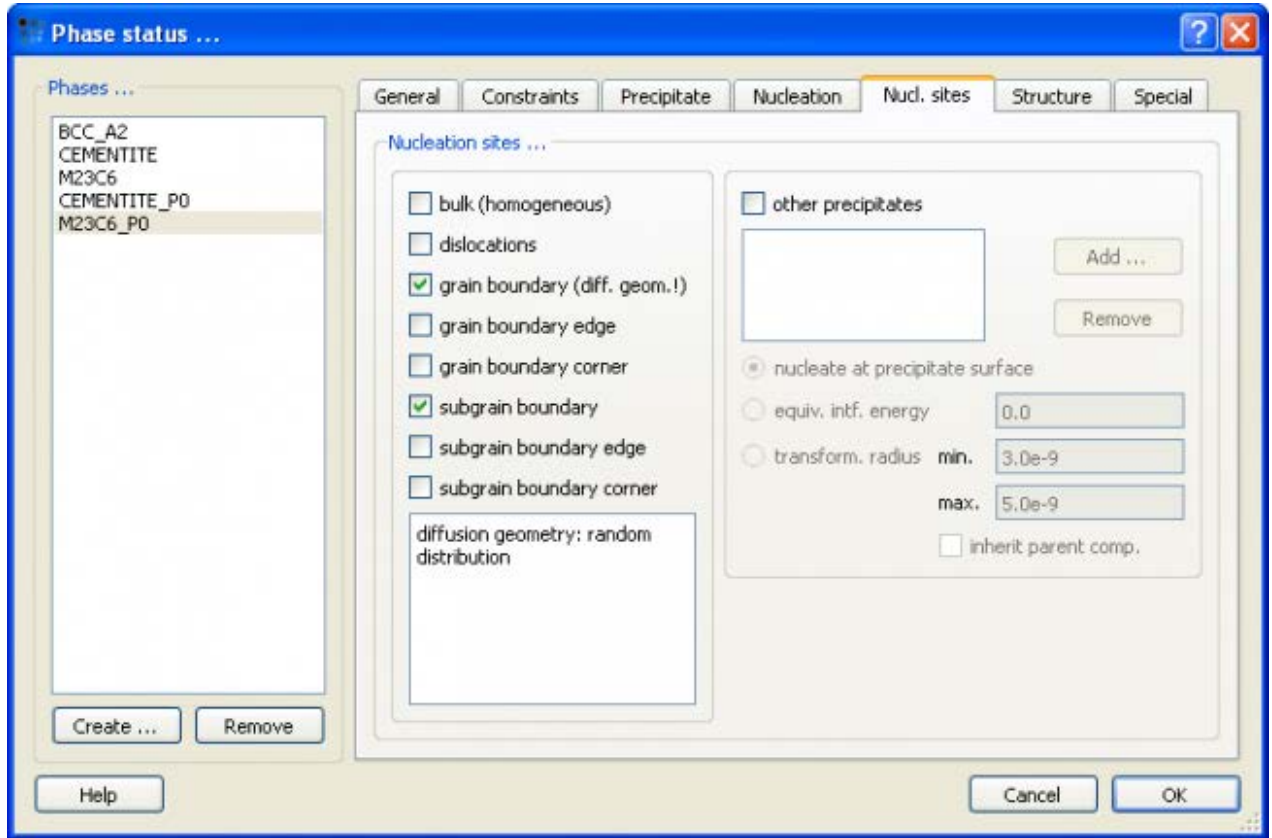 Phase status ...
Phases ...
BCC_A2
CEMENTITE
M23C6
CEMENTITE_P0
M23C6_P0
Create ...
Remove
General
Constraints
Precipitate
Nucleation
Nucl. sites
Structure
Special
Nucleation sites ...
bulk (homogeneous)
dislocations
grain boundary (diff. geom.!)
grain boundary edge
grain boundary corner
subgrain boundary
subgrain boundary edge
subgrain boundary corner
diffusion geometry: random
distribution
other precipitates
Add ...
Remove
nucleate at precipitate surface
equiv. intf. energy
0.0
transform. radius min.
3.0e-9
max.
5.0e-9
inherit parent comp.
Help
Cancel
OK